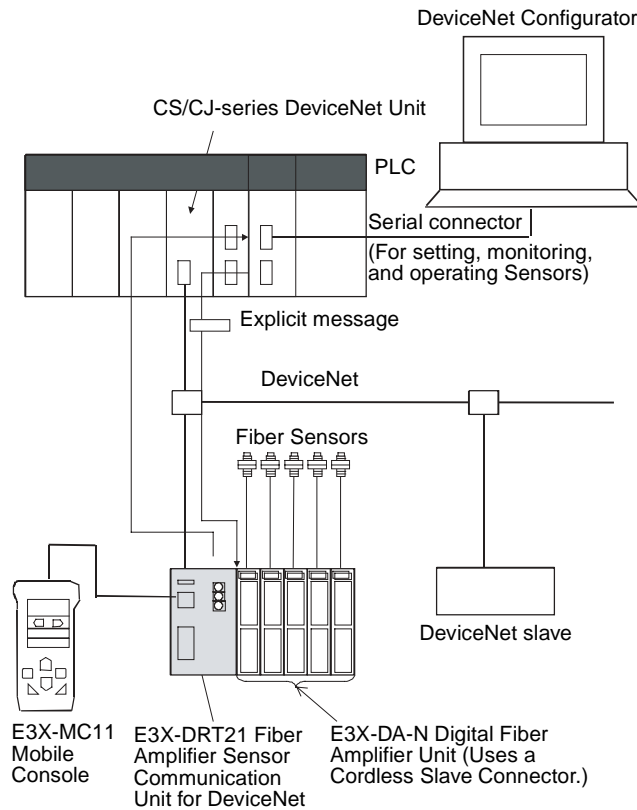 DeviceNet Configurator
CS/CJ-series DeviceNet Unit
PLC
Serial connector
(For setting, monitoring,
and operating Sensors)
Explicit message
DeviceNet
Fiber Sensors
DeviceNet slave
E3X-MC11
Mobile
Console
E3X-DRT21 Fiber
Amplifier Sensor
Communication
Unit for DeviceNet
E3X-DA-N Digital Fiber
Amplifier Unit (Uses a
Cordless Slave Connector.)